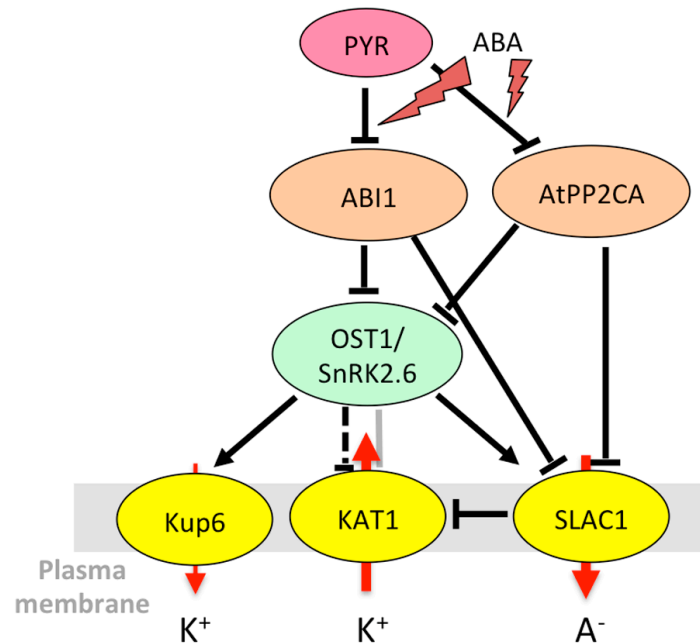 PYR
ABA
ABI1
AtPP2CA
OST1/
SnRK2.6
Kup6
KAT1
SLAC1
Plasma
membrane
K⁺
K⁺
A⁻